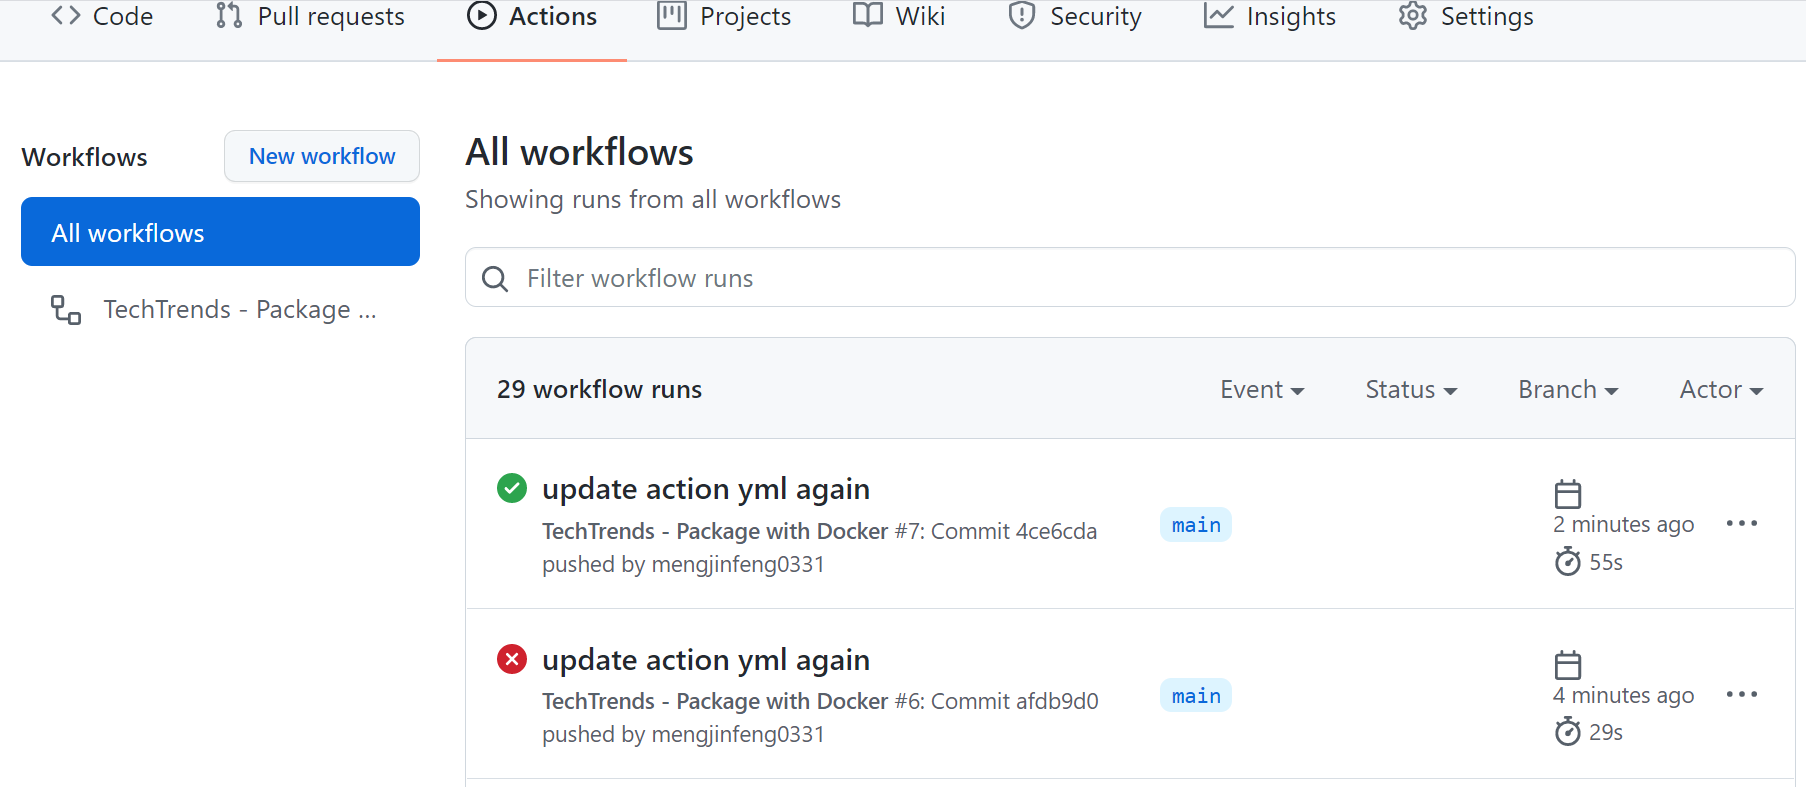 Code Pull requests Actions Projects Wiki Security Insights Settings
Workflows
New workflow
All workflows
TechTrends - Package ...
All workflows
Showing runs from all workflows
Filter workflow runs
29 workflow runs Event Status Branch Actor
update action yml again
TechTrends - Package with Docker #7: Commit 4ce6cda
pushed by mengjinfeng0331
main
2 minutes ago
55s
update action yml again
TechTrends - Package with Docker #6: Commit afdb9d0
pushed by mengjinfeng0331
main
4 minutes ago
29s